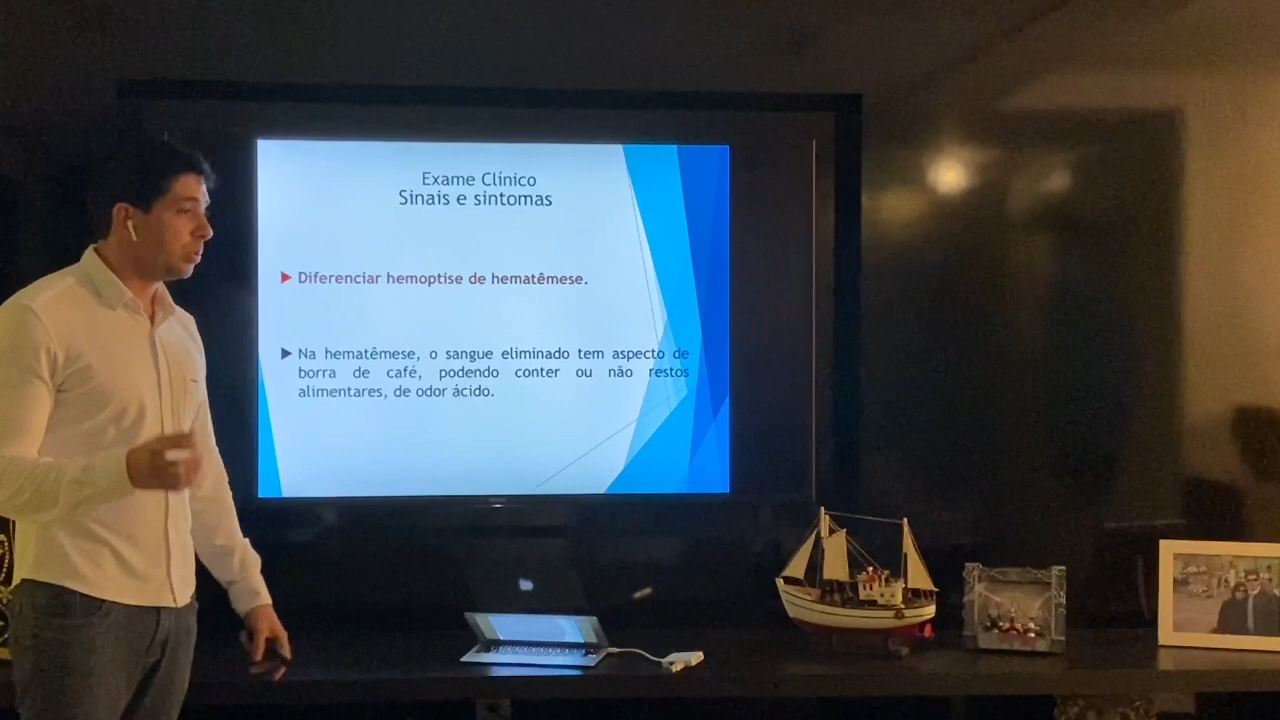 Exame Clínico
Sinais e sintomas
Diferenciar hemoptise de hematêmese.
Na hematêmese, o sangue eliminado tem aspecto de
borra de café, podendo conter ou não restos
alimentares, de odor ácido.